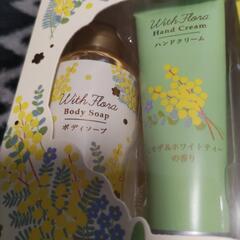 With Flora
Body Soap
ボディソープ
With Flora
Hand Cream
ハンドクリーム
ミモザ&ホワイトティー
の香り